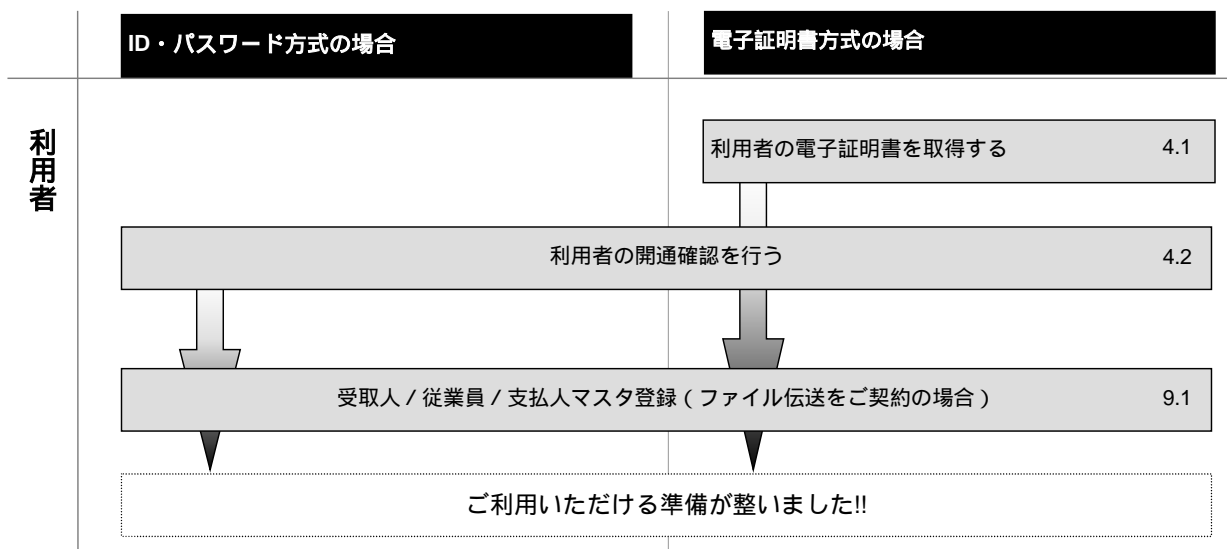 ID・パスワード方式の場合
電子証明書方式の場合
利用者
利用者の電子証明書を取得する 4.1
利用者の開通確認を行う 4.2
受取人／従業員／支払人マスタ登録（ファイル伝送をご契約の場合） 9.1
ご利用いただける準備が整いました!!